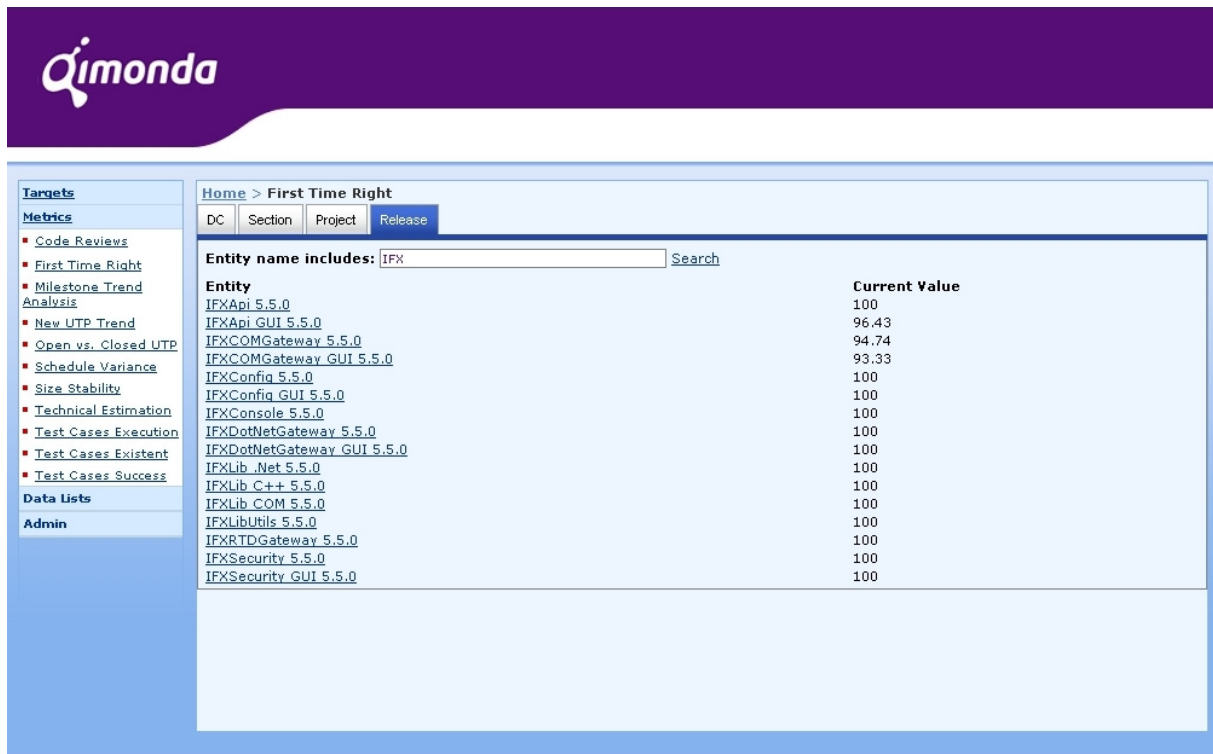 Qimonda
Targets
Metrics
Code Reviews
First Time Right
Milestone Trend
Analysis
New UTP Trend
Open vs. Closed UTP
Schedule Variance
Size Stability
Technical Estimation
Test Cases Execution
Test Cases Existent
Test Cases Success
Data Lists
Admin
Home > First Time Right
DC Section Project Release
Entity name includes: IFX Search
Entity Current Value
IFXApi 5.5.0 100
IFXApi GUI 5.5.0 96.43
IFXCOMGateway 5.5.0 94.74
IFXCOMGateway GUI 5.5.0 93.33
IFXConfig 5.5.0 100
IFXConfig GUI 5.5.0 100
IFXConsole 5.5.0 100
IFXDotNetGateway 5.5.0 100
IFXDotNetGateway GUI 5.5.0 100
IFXLib .Net 5.5.0 100
IFXLib C++ 5.5.0 100
IFXLib COM 5.5.0 100
IFXLibUtils 5.5.0 100
IFXRTDGateway 5.5.0 100
IFXSecurity 5.5.0 100
IFXSecurity GUI 5.5.0 100